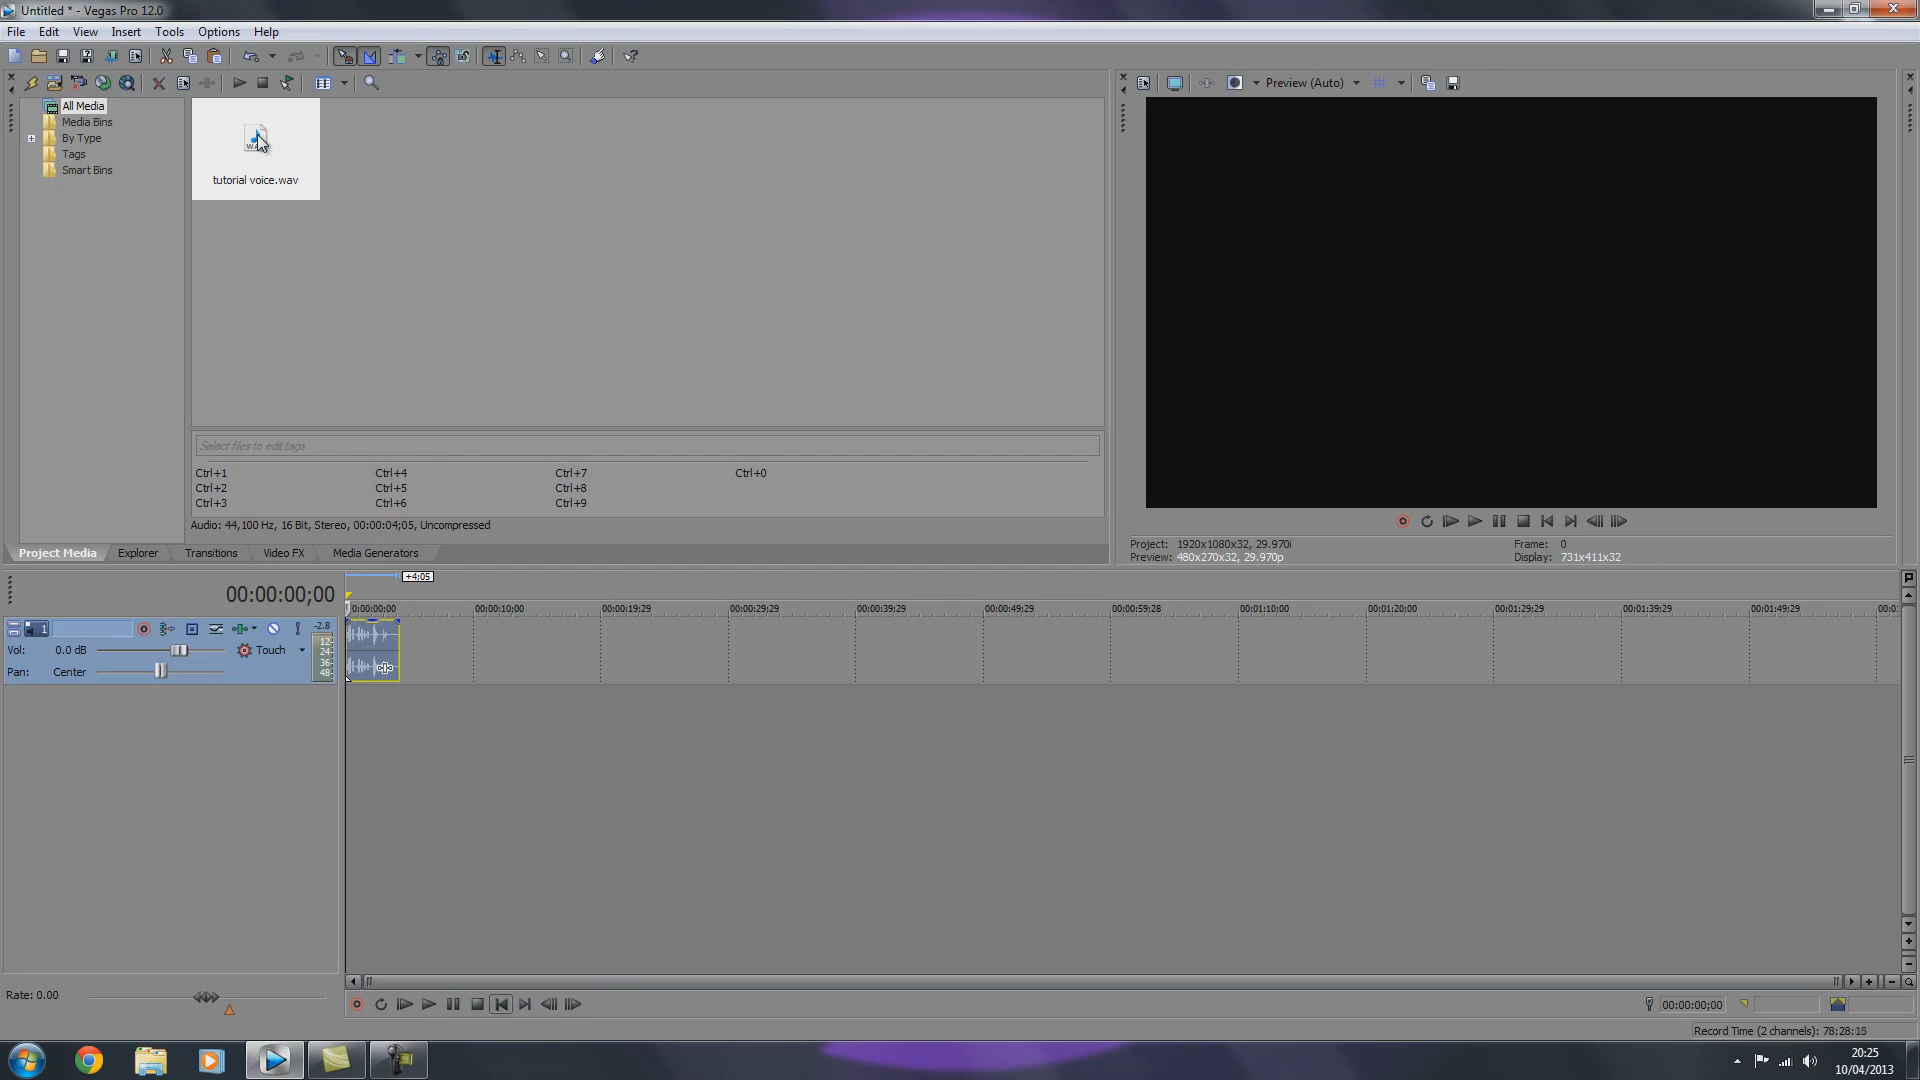 Untitled * - Vegas Pro 12.0
File Edit View Insert Tools Options Help
Preview (Auto)
All Media
Media Bins
By Type
Tags
Smart Bins
tutorial voice.wav
Select files to edit tags
Ctrl+1 Ctrl+4 Ctrl+7 Ctrl+0
Ctrl+2 Ctrl+5 Ctrl+8
Ctrl+3 Ctrl+6 Ctrl+9
Audio: 44,100 Hz, 16 Bit, Stereo, 00:00:04;05, Uncompressed
Project Media Explorer Transitions Video FX Media Generators
Project: 1920x1080x32, 29.970i Frame: 0
Preview: 480x270x32, 29.970p Display: 731x411x32
00:00:00;00
+4;05
0:00:00:00 00:00:10;00 00:00:19;29 00:00:29;29 00:00:39;29 00:00:49;29 00:00:59;28 00:01:10;00 00:01:20;00 00:01:29;29 00:01:39;29 00:01:49;29 00:0
1 -2.8
Vol: 0.0 dB Touch
Pan: Center
12
24
36
48
Rate: 0.00
00:00:00;00
Record Time (2 channels): 78:28:15
20:25
10/04/2013